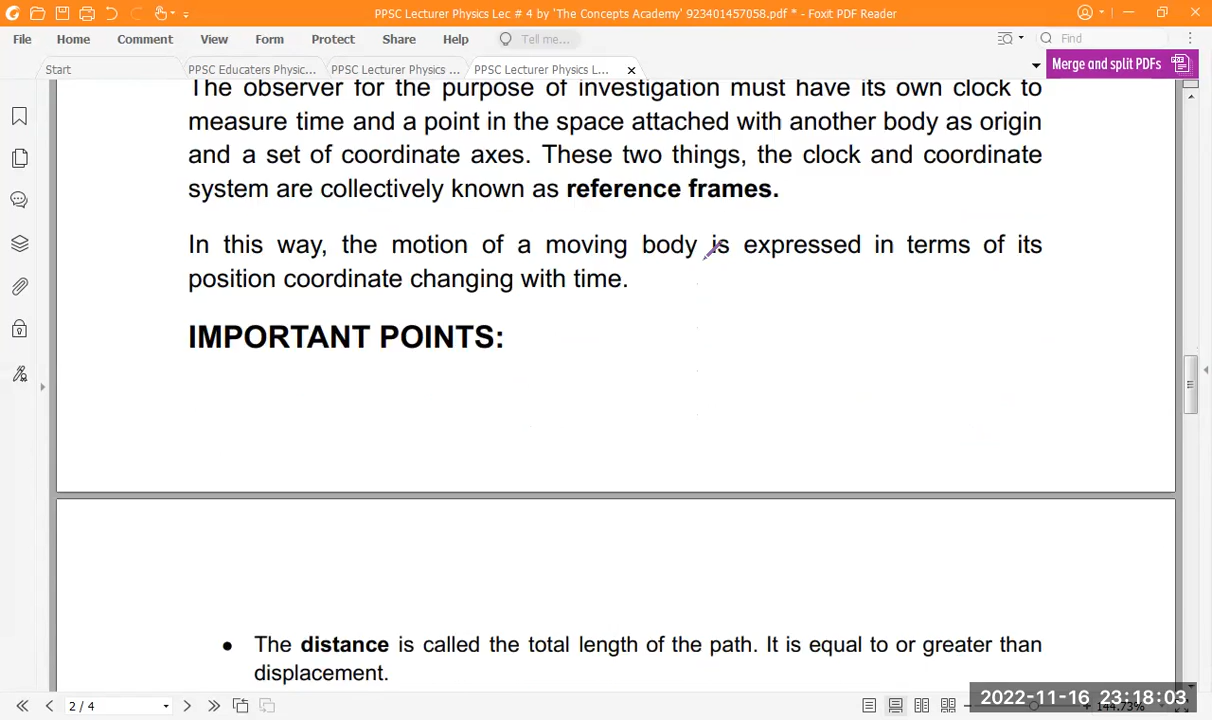 PPSC Lecturer Physics Lec # 4 by 'The Concepts Academy' 923401457058.pdf * - Foxit PDF Reader
File Home Comment View Form Protect Share Help Tell me... Find
Start PPSC Educaters Physic... PPSC Lecturer Physics ... PPSC Lecturer Physics L... Merge and split PDFs
The observer for the purpose of investigation must have its own clock to
measure time and a point in the space attached with another body as origin
and a set of coordinate axes. These two things, the clock and coordinate
system are collectively known as reference frames.
In this way, the motion of a moving body is expressed in terms of its
position coordinate changing with time.
IMPORTANT POINTS:
● The distance is called the total length of the path. It is equal to or greater than
displacement.
2 / 4 144.73%
2022-11-16 23:18:03